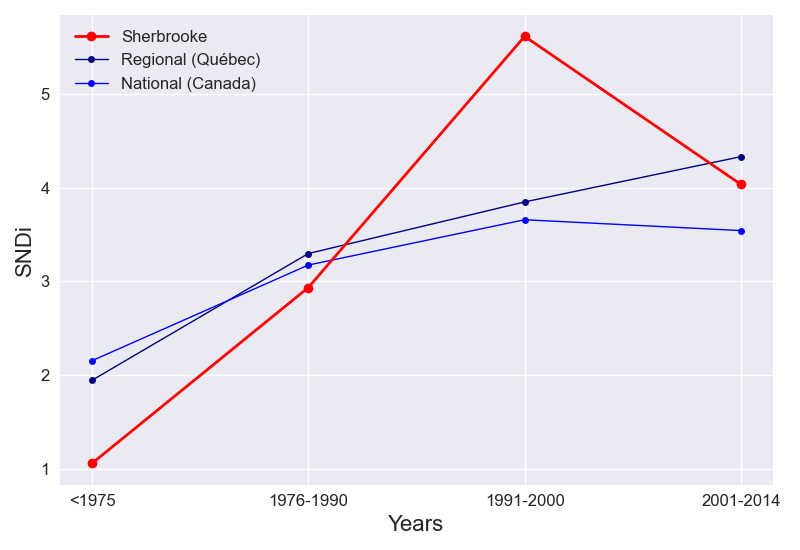 Sherbrooke
Regional (Québec)
National (Canada)
SNDi
5
4
3
2
1
<1975
1976-1990
1991-2000
2001-2014
Years